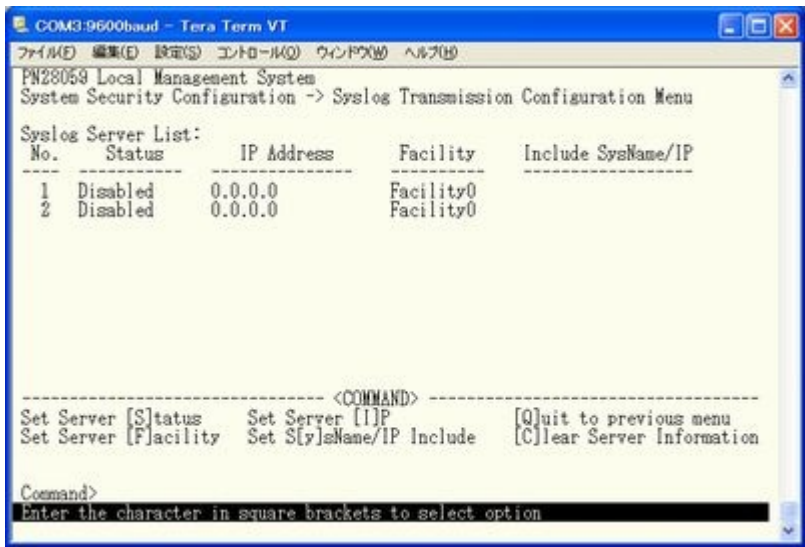 COM3:9600baud - Tera Term VT
ファイル(F) 編集(E) 設定(S) コントロール(O) ウィンドウ(W) ヘルプ(H)
PN28059 Local Management System
System Security Configuration -> Syslog Transmission Configuration Menu
Syslog Server List:
No. Status IP Address Facility Include SysName/IP
---- ----------- --------------- ---------- ------------------
1 Disabled 0.0.0.0 Facility0
2 Disabled 0.0.0.0 Facility0
-------------------------------- <COMMAND> ----------------------------------
Set Server [S]tatus Set Server [I]P [Q]uit to previous menu
Set Server [F]acility Set S[y]sName/IP Include [C]lear Server Information
Command>
Enter the character in square brackets to select option